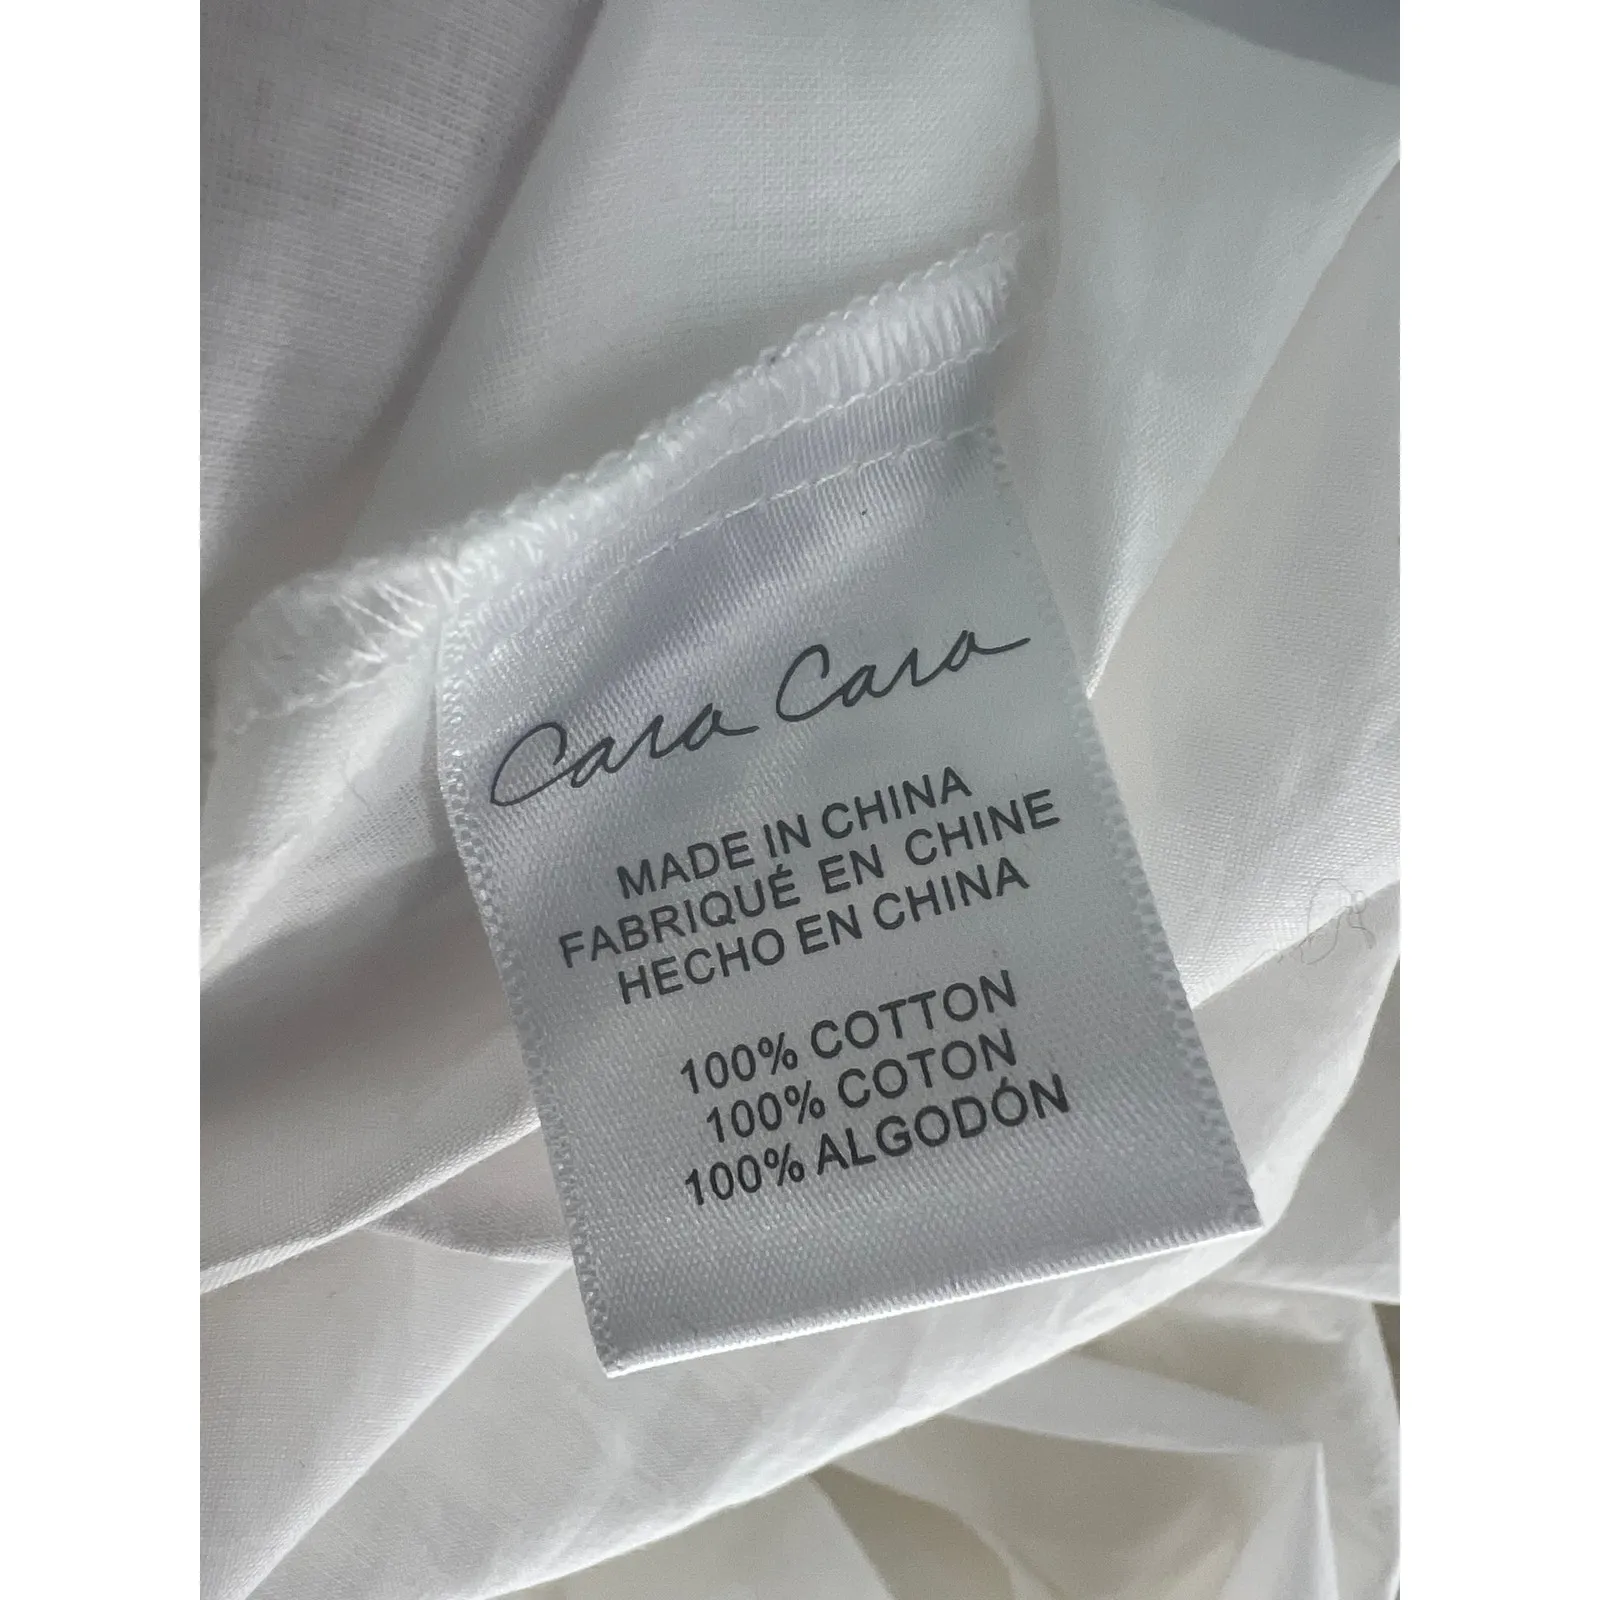 Cara Cara
MADE IN CHINA
FABRIQUÉ EN CHINE
HECHO EN CHINA
100% COTTON
100% COTON
100% ALGODÓN